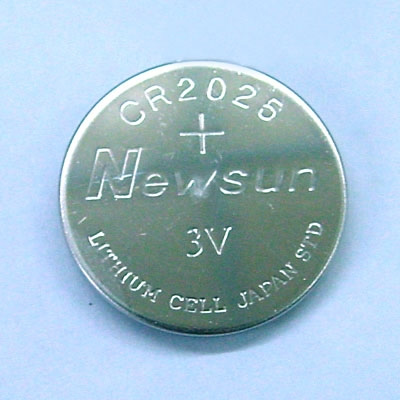 CR2025
+
Newsun
3V
LITHIUM CELL JAPAN STD